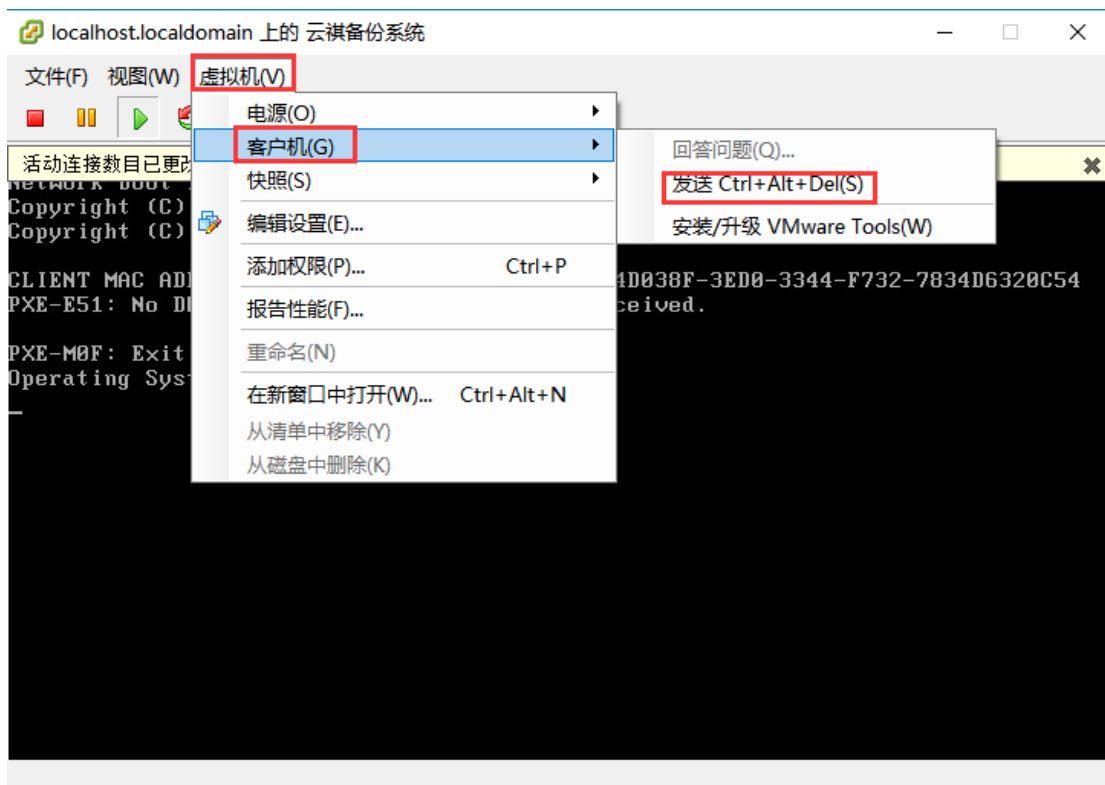 localhost.localdomain 上的 云祺备份系统
文件(F) 视图(W) 虚拟机(V)
电源(O)
客户机(G)
快照(S)
编辑设置(E)...
添加权限(P)... Ctrl+P
报告性能(F)...
重命名(N)
在新窗口中打开(W)... Ctrl+Alt+N
从清单中移除(Y)
从磁盘中删除(K)
回答问题(Q)...
发送 Ctrl+Alt+Del(S)
安装/升级 VMware Tools(W)
活动连接数目已更
Network boot
Copyright (C)
Copyright (C)
CLIENT MAC AD 4D038F-3ED0-3344-F732-7834D6320C54
PXE-E51: No D ceived.
PXE-M0F: Exit
Operating Sys